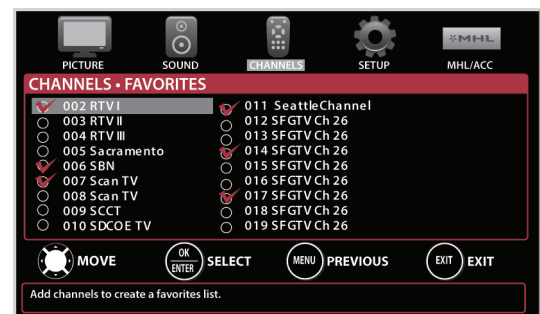 MHL
PICTURE SOUND CHANNELS SETUP MHL/ACC
CHANNELS • FAVORITES
002 RTV I
003 RTV II
004 RTV III
005 Sacramento
006 SBN
007 Scan TV
008 Scan TV
009 SCCT
010 SDCOE TV
011 SeattleChannel
012 SFGTV Ch 26
013 SFGTV Ch 26
014 SFGTV Ch 26
015 SFGTV Ch 26
016 SFGTV Ch 26
017 SFGTV Ch 26
018 SFGTV Ch 26
019 SFGTV Ch 26
MOVE OK ENTER SELECT MENU PREVIOUS EXIT EXIT
Add channels to create a favorites list.